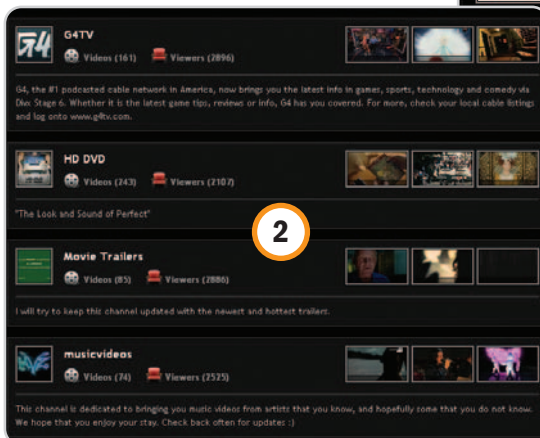 G4
G4TV
Videos (161) Viewers (2896)
G4, the #1 podcasted cable network in America, now brings you the latest info in games, sports, technology and comedy via
Divx Stage 6. Whether it is the latest game tips, reviews or info, G4 has you covered. For more, check your local cable listings
and log onto www.g4tv.com.
HD DVD
Videos (243) Viewers (2107)
"The Look and Sound of Perfect"
2
Movie Trailers
Videos (85) Viewers (2886)
I will try to keep this channel updated with the newest and hottest trailers.
musicvideos
Videos (74) Viewers (2525)
This channel is dedicated to bringing you music videos from artists that you know, and hopefully some that you do not know.
We hope that you enjoy your stay. Check back often for updates :)